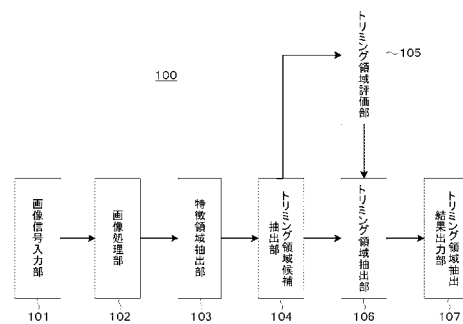 100
トリミング領域評価部
105
画像信号入力部
画像処理部
特徴領域抽出部
トリミング領域候補
抽出部
トリミング領域抽出部
トリミング領域抽出
結果出力部
101
102
103
104
106
107